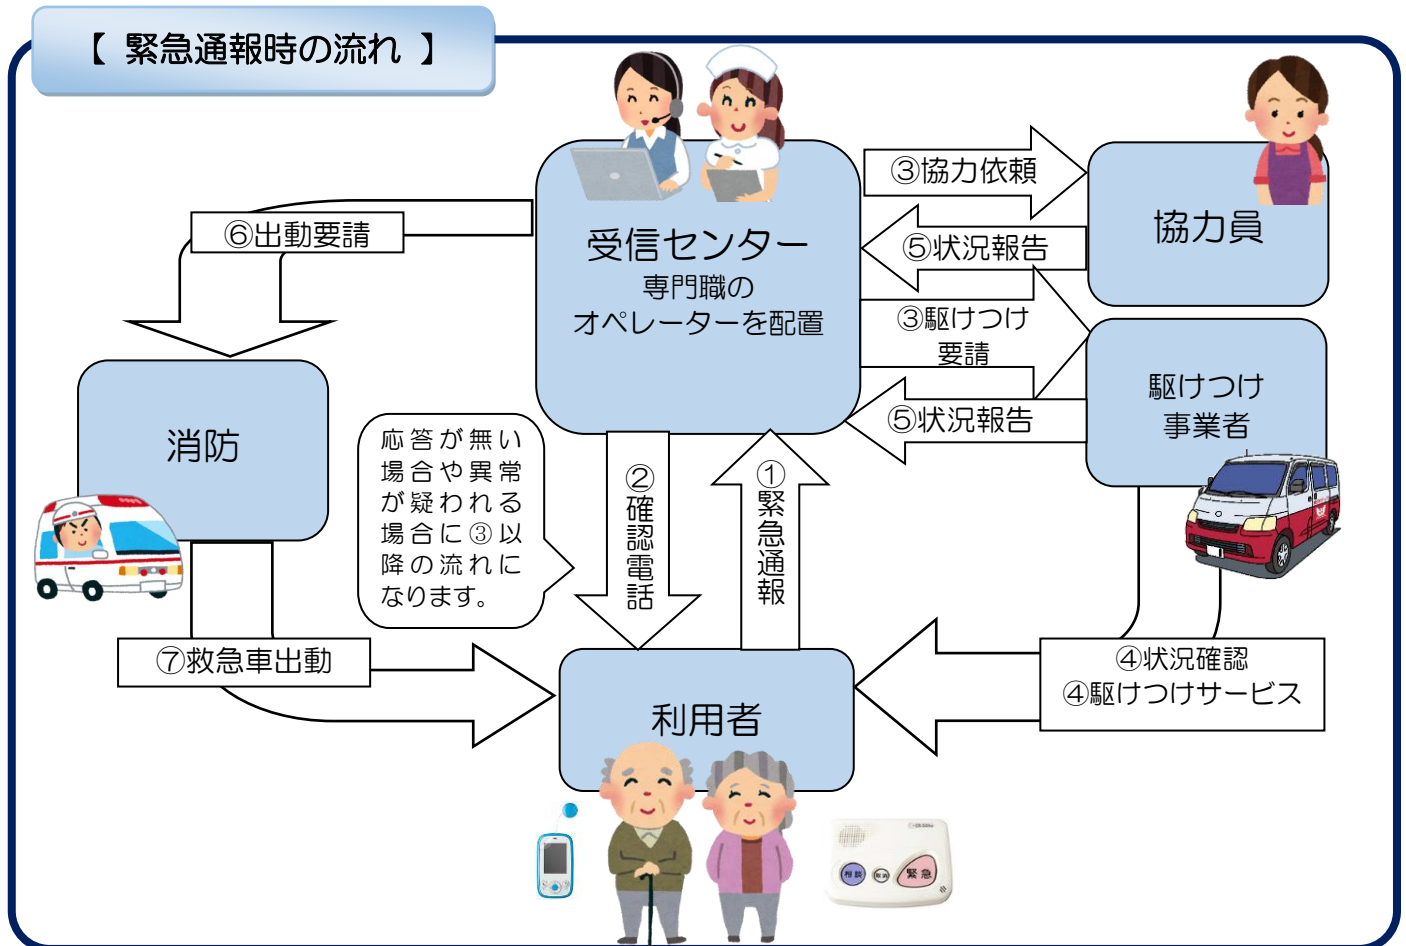 【 緊急通報時の流れ 】
③協力依頼
⑥出動要請
協力員
受信センター
専門職の
オペレーターを配置
⑤状況報告
③駆けつけ
要請
駆けつけ
事業者
⑤状況報告
消防
応答が無い
場合や異常
が疑われる
場合に③以
降の流れに
なります。
②確認電話
①緊急通報
⑦救急車出動
④状況確認
④駆けつけサービス
利用者
相談
取消
緊急